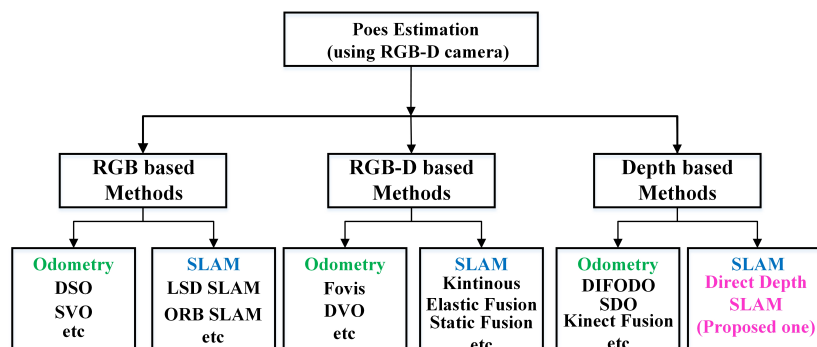 Poes Estimation
(using RGB-D camera)
RGB based
Methods
RGB-D based
Methods
Depth based
Methods
Odometry
DSO
SVO
etc
SLAM
LSD SLAM
ORB SLAM
etc
Odometry
Fovis
DVO
etc
SLAM
Kintinous
Elastic Fusion
Static Fusion
etc
Odometry
DIFODO
SDO
Kinect Fusion
etc
SLAM
Direct Depth
SLAM
(Proposed one)